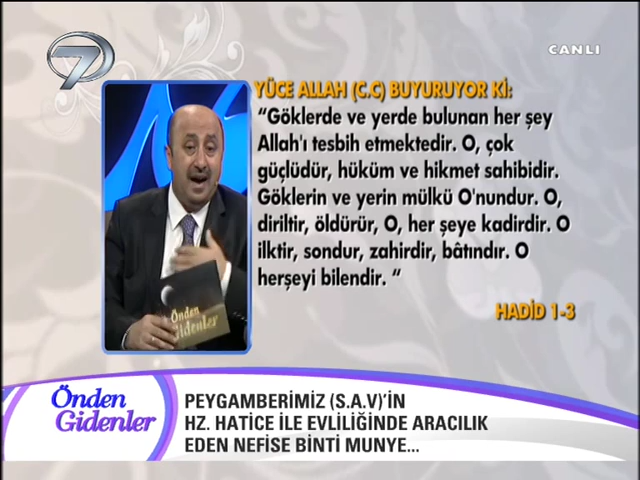 7
CANLI
YÜCE ALLAH (C.C) BUYURUYOR Kİ:
“Göklerde ve yerde bulunan her şey
Allah'ı tesbih etmektedir. O, çok
güçlüdür, hüküm ve hikmet sahibidir.
Göklerin ve yerin mülkü O'nundur. O,
diriltir, öldürür, O, her şeye kadirdir. O
ilktir, sondur, zahirdir, bâtındır. O
herşeyi bilendir. “
HADİD 1-3
Önden
Gidenler
Önden
Gidenler
PEYGAMBERİMİZ (S.A.V)'İN
HZ. HATİCE İLE EVLİLİĞİNDE ARACILIK
EDEN NEFİSE BİNTİ MUNYE...